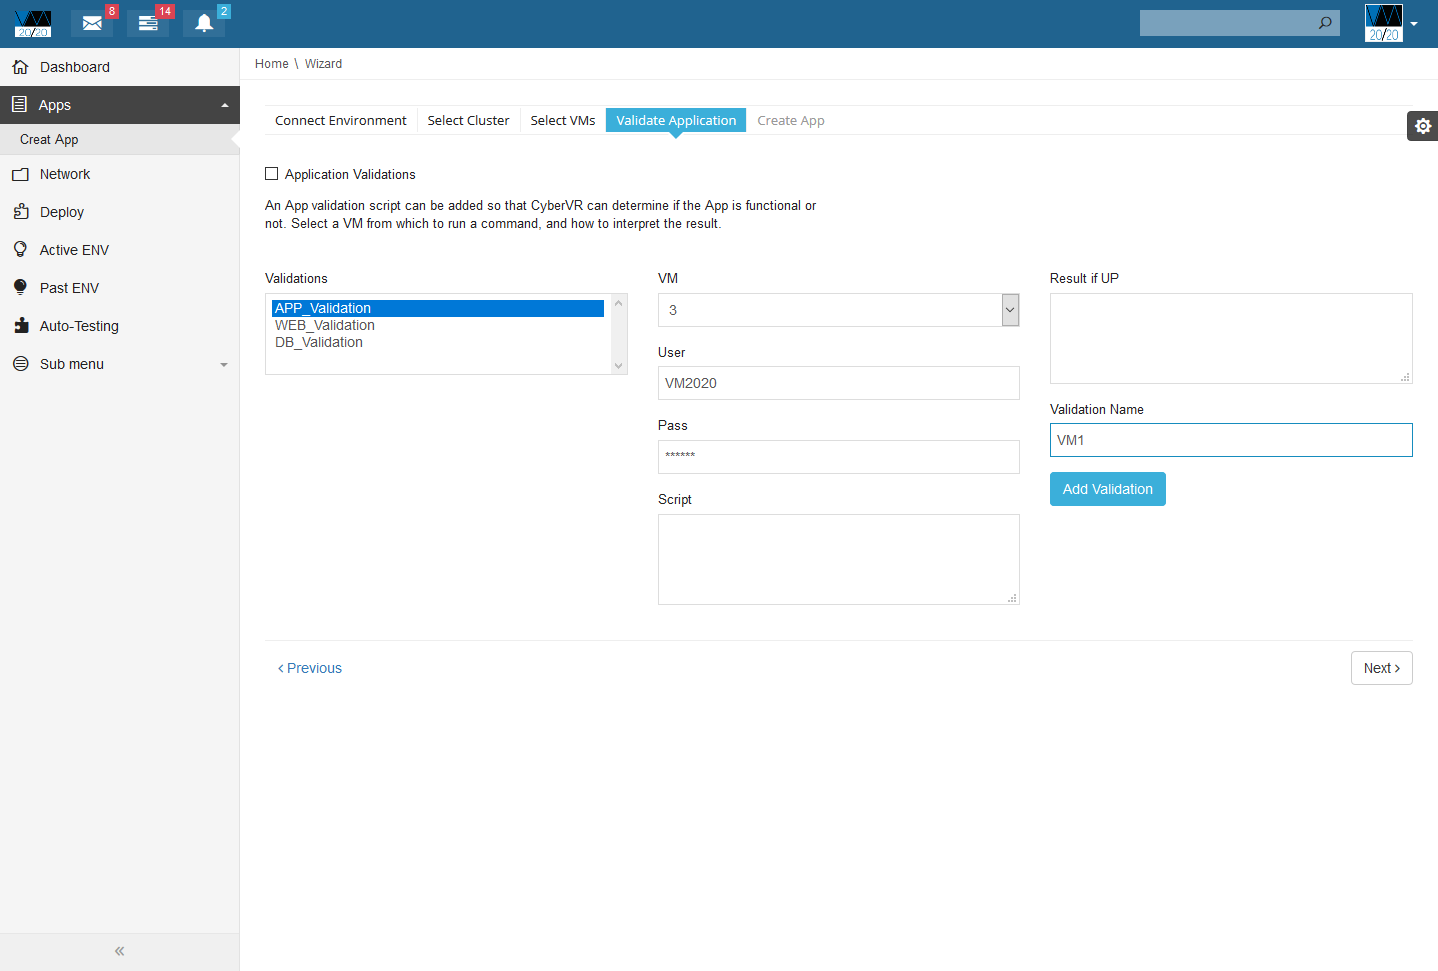 VM
20/20
8
14
2
VM
20/20
Dashboard
Apps
Creat App
Network
Deploy
Active ENV
Past ENV
Auto-Testing
Sub menu
Home \ Wizard
Connect Environment
Select Cluster
Select VMs
Validate Application
Create App
Application Validations
An App validation script can be added so that CyberVR can determine if the App is functional or
not. Select a VM from which to run a command, and how to interpret the result.
Validations
APP_Validation
WEB_Validation
DB_Validation
VM
3
User
VM2020
Pass
******
Script
Result if UP
Validation Name
VM1
Add Validation
‹ Previous
Next ›
«